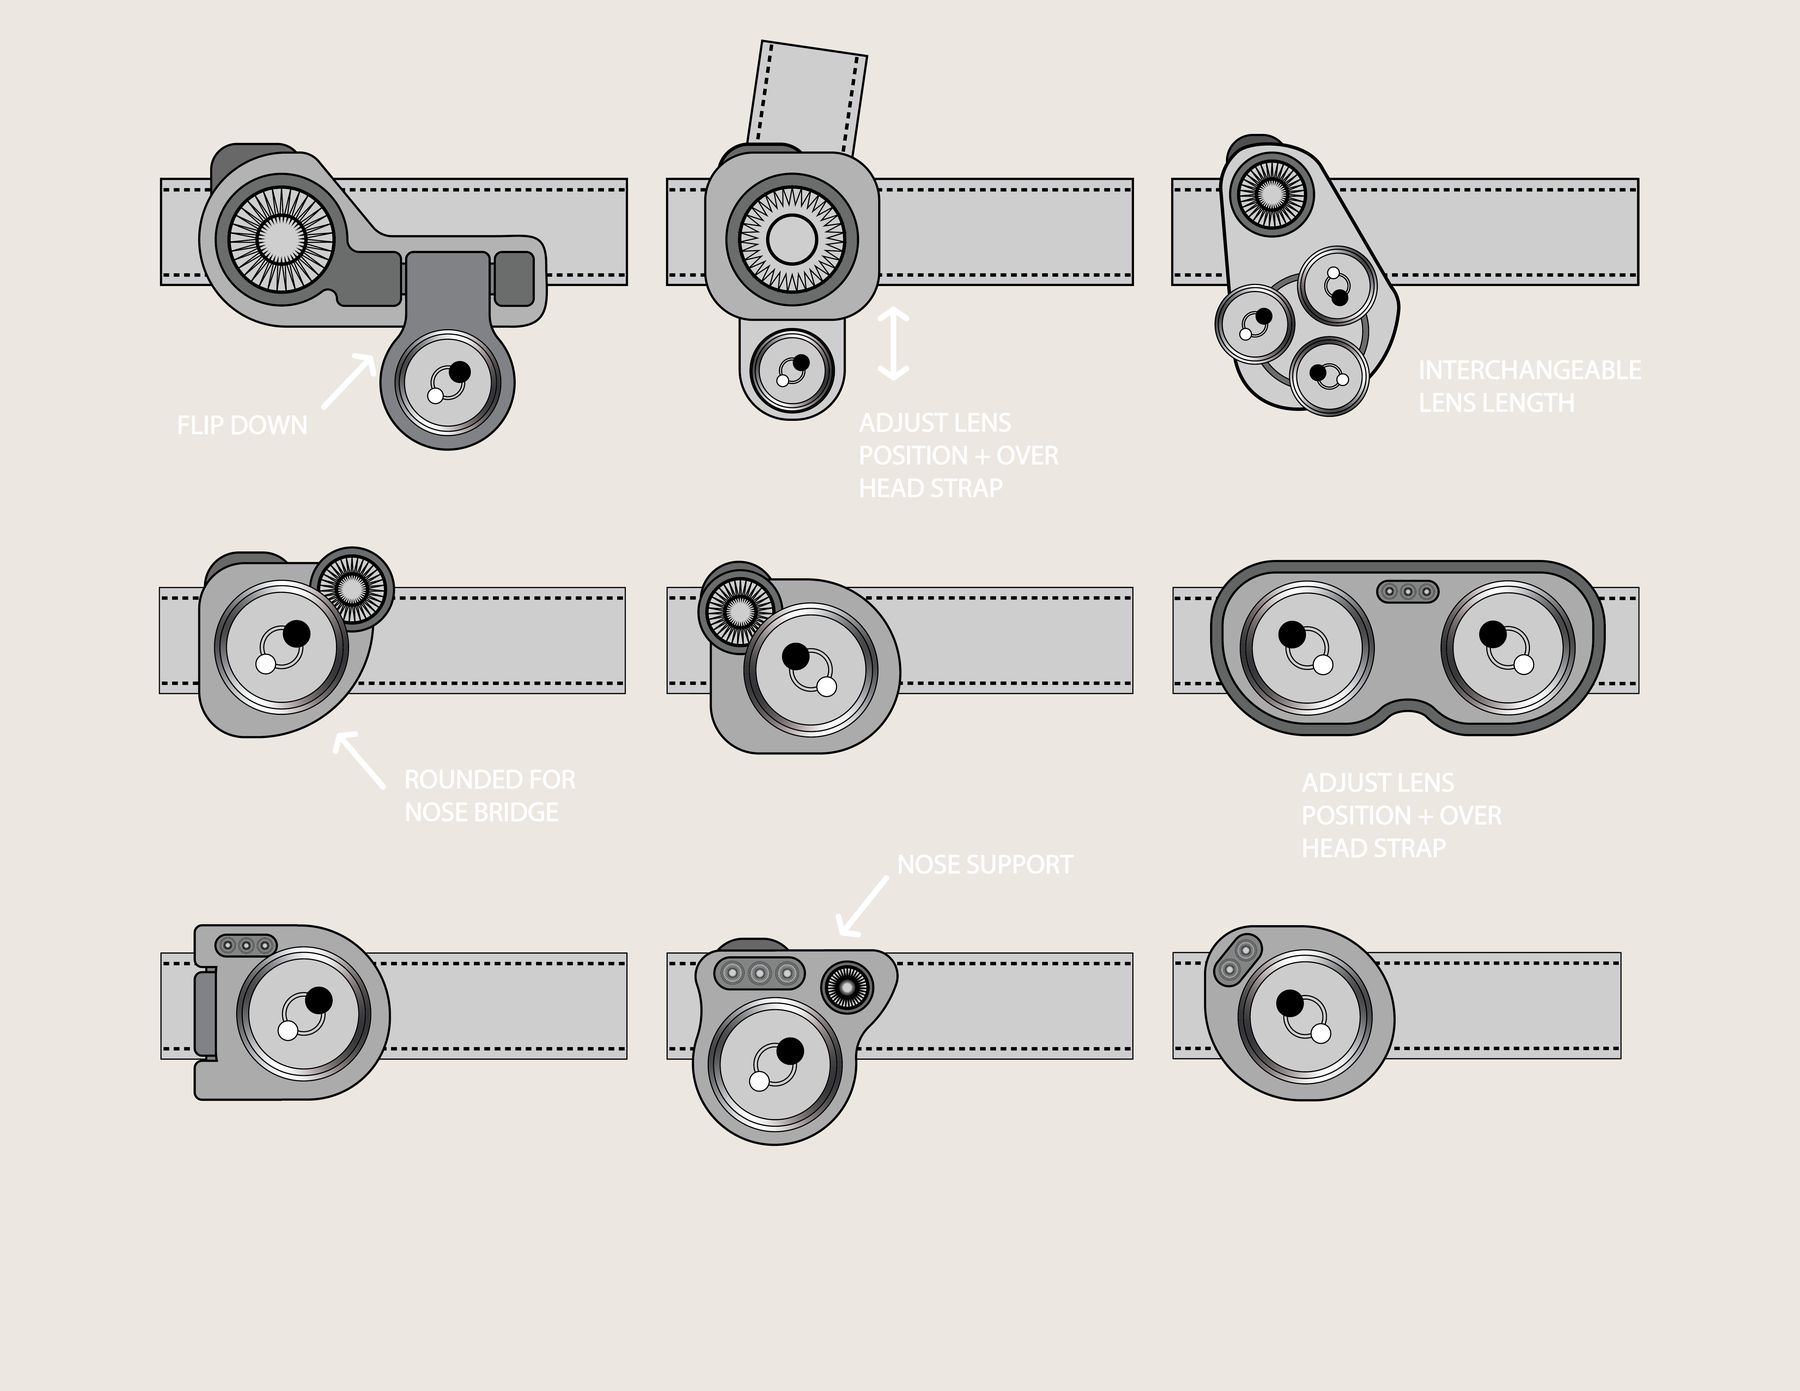 FLIP DOWN
ADJUST LENS
POSITION + OVER
HEAD STRAP
INTERCHANGEABLE
LENS LENGTH
ROUNDED FOR
NOSE BRIDGE
ADJUST LENS
POSITION + OVER
HEAD STRAP
NOSE SUPPORT